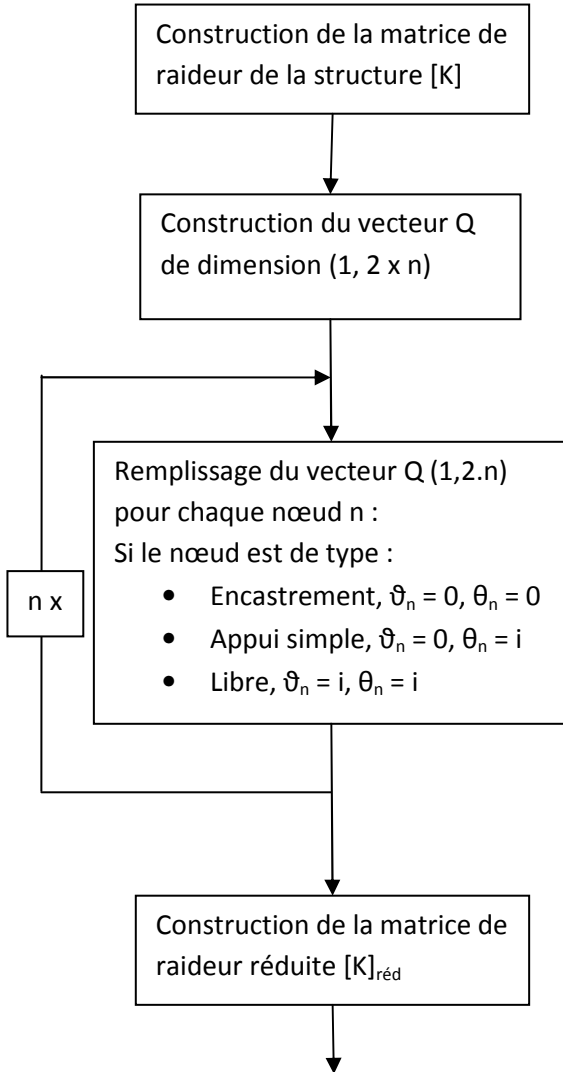 Construction de la matrice de
raideur de la structure [K]
Construction du vecteur Q
de dimension (1, 2 x n)
Remplissage du vecteur Q (1,2.n)
pour chaque nœud n :
Si le nœud est de type :
• Encastrement, ϑn = 0, θn = 0
• Appui simple, ϑn = 0, θn = i
• Libre, ϑn = i, θn = i
n x
Construction de la matrice de
raideur réduite [K]réd